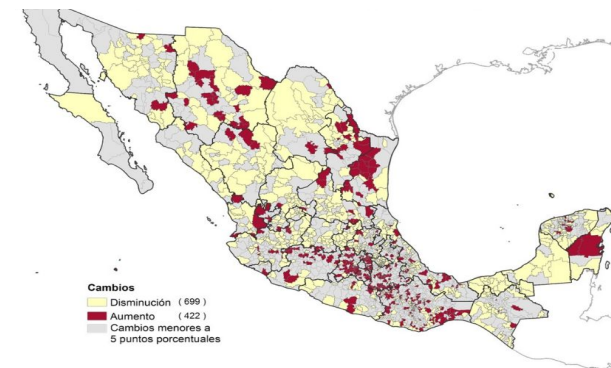 Cambios
Disminución ( 699 )
Aumento ( 422 )
Cambios menores a
5 puntos porcentuales